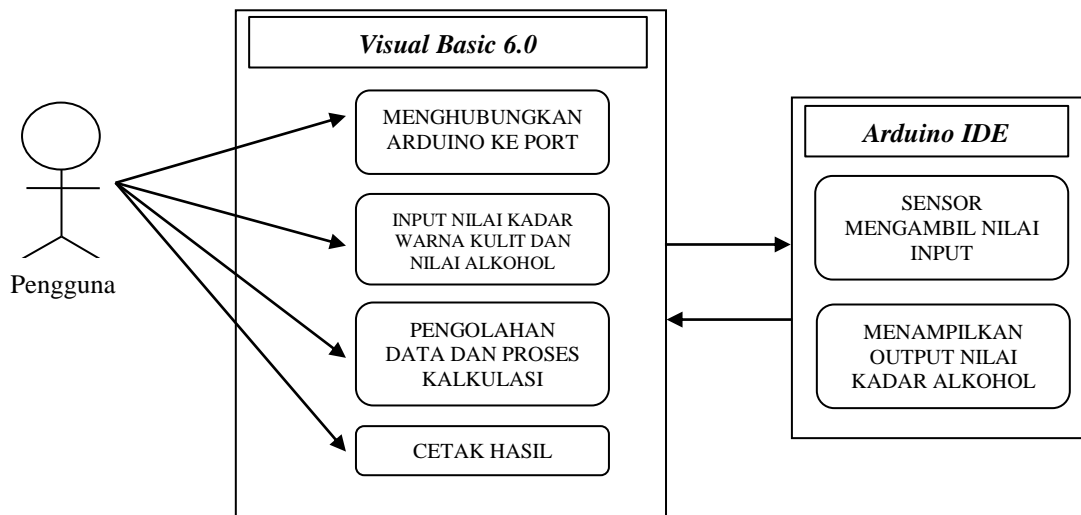 Visual Basic 6.0
MENGHUBUNGKAN
ARDUINO KE PORT
INPUT NILAI KADAR
WARNA KULIT DAN
NILAI ALKOHOL
PENGOLAHAN
DATA DAN PROSES
KALKULASI
CETAK HASIL
Pengguna
Arduino IDE
SENSOR
MENGAMBIL NILAI
INPUT
MENAMPILKAN
OUTPUT NILAI
KADAR ALKOHOL